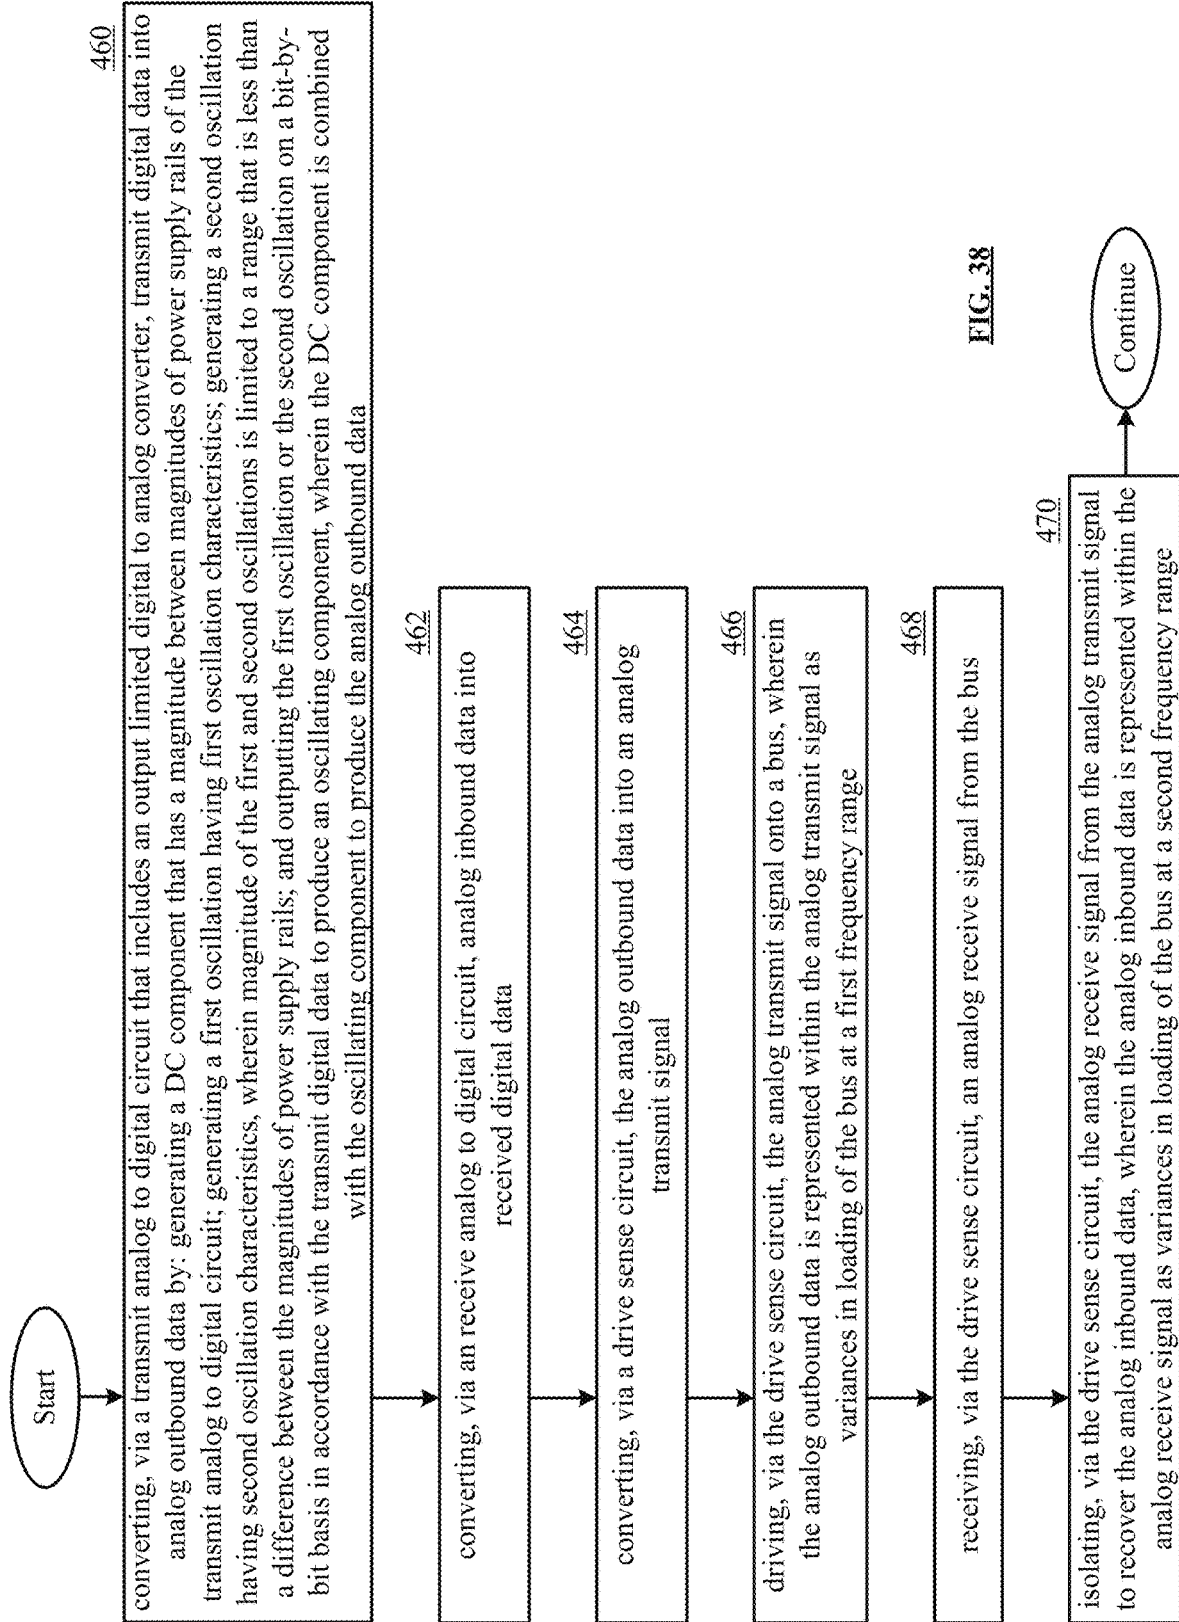 Start
460
converting, via a transmit analog to digital circuit that includes an output limited digital to analog converter, transmit digital data into
analog outbound data by: generating a DC component that has a magnitude between magnitudes of power supply rails of the
transmit analog to digital circuit; generating a first oscillation having first oscillation characteristics; generating a second oscillation
having second oscillation characteristics, wherein magnitude of the first and second oscillations is limited to a range that is less than
a difference between the magnitudes of power supply rails; and outputing the first oscillation or the second oscillation on a bit-by-
bit basis in accordance with the transmit digital data to produce an oscillating component, wherein the DC component is combined
with the oscillating component to produce the analog outbound data
462
converting, via an receive analog to digital circuit, analog inbound data into
received digital data
464
converting, via a drive sense circuit, the analog outbound data into an analog
transmit signal
466
driving, via the drive sense circuit, the analog transmit signal onto a bus, wherein
the analog outbound data is represented within the analog transmit signal as
variances in loading of the bus at a first frequency range
468
receiving, via the drive sense circuit, an analog receive signal from the bus
470
isolating, via the drive sense circuit, the analog receive signal from the analog transmit signal
to recover the analog inbound data, wherein the analog inbound data is represented within the
analog receive signal as variances in loading of the bus at a second frequency range
Continue
FIG. 38